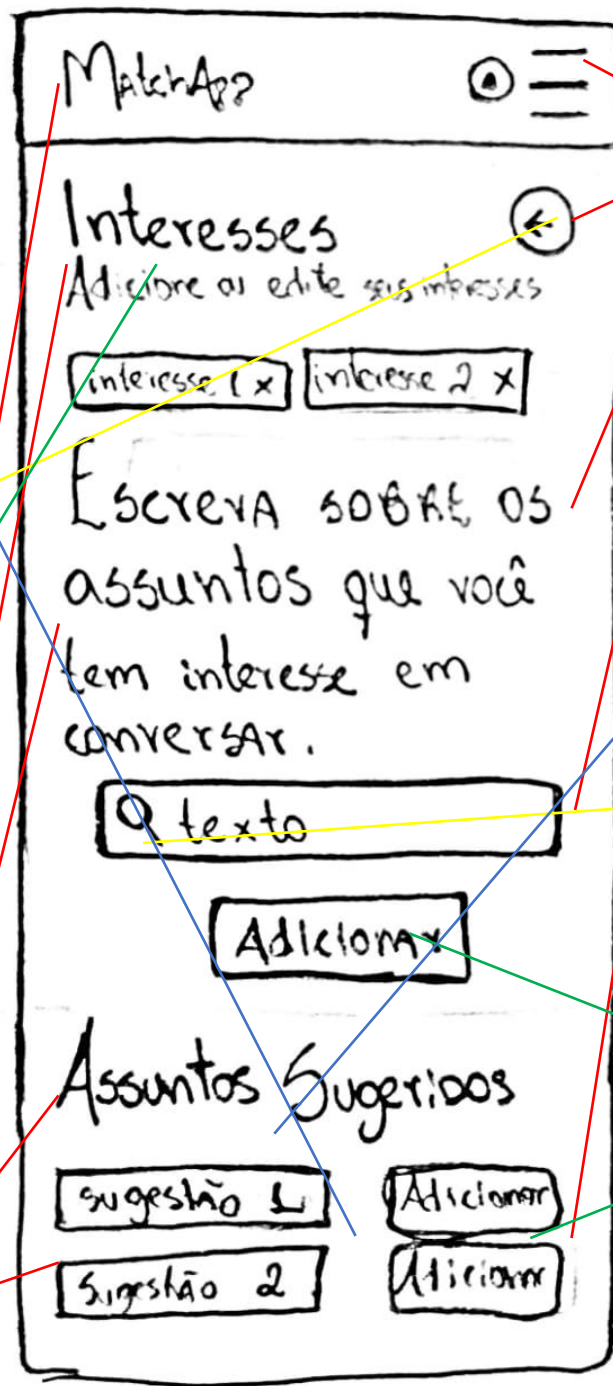 MatchApp
Interesses
Adicione ou edite seus interesses
interesse 1 x interesse 2 x
Escreva sobre os
assuntos que você
tem interesse em
conversar.
texto
Adicionar
Assuntos Sugeridos
sugestão 1 Adicionar
Sugestão 2 Adicionar